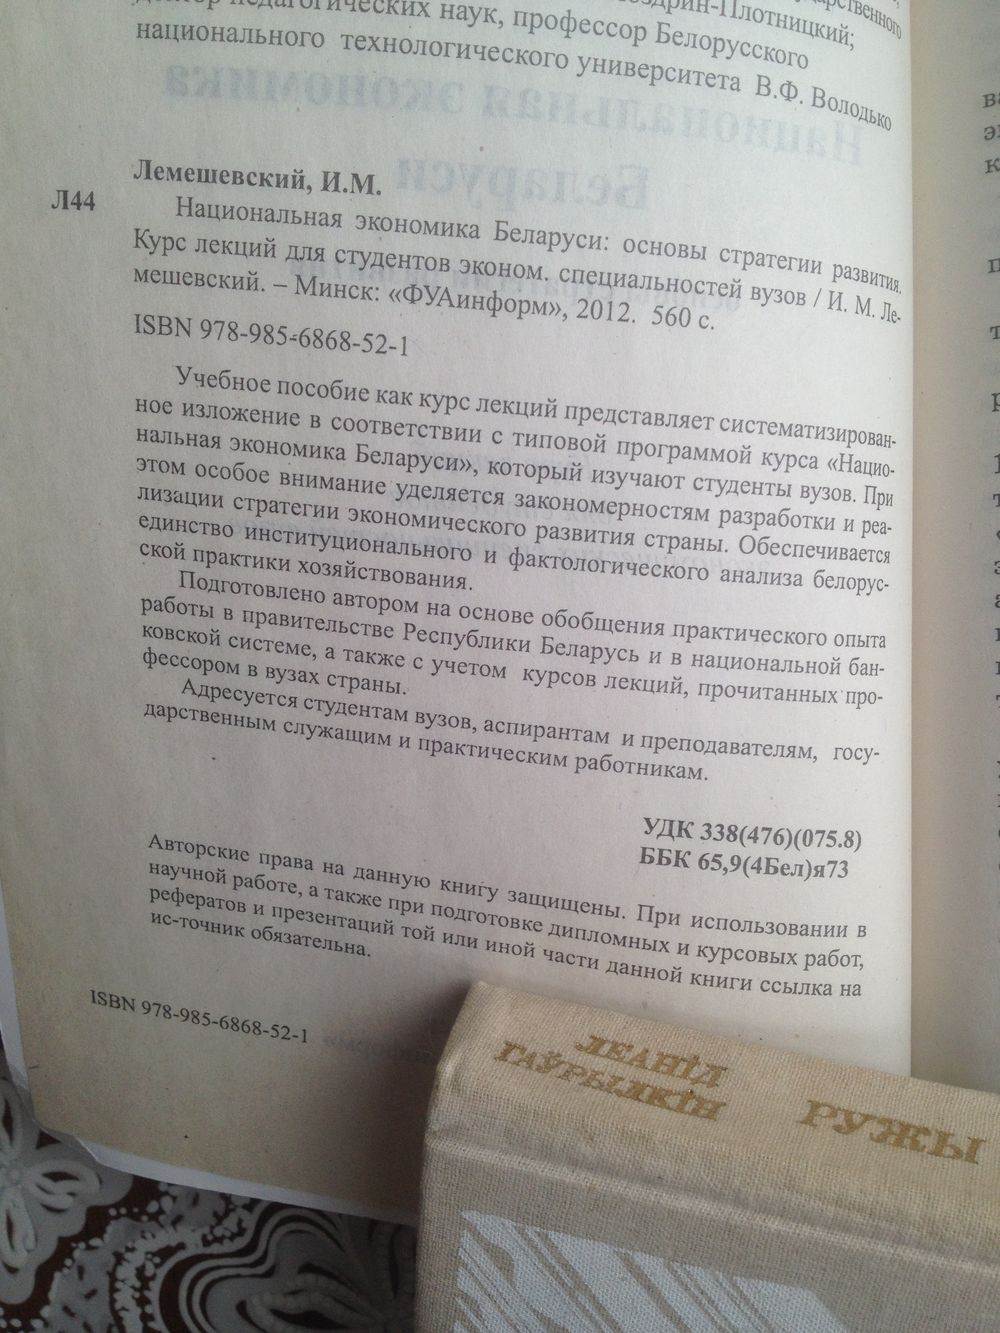 педагогических наук, профессор Белорусского
национального технологического университета В.Ф. Володько
Лемешевский, И.М.
Л44
Национальная экономика Беларуси: основы стратегии развития.
Курс лекций для студентов эконом. специальностей вузов / И. М. Ле-
мешевский. – Минск: «ФУАинформ», 2012. 560 с.
ISBN 978-985-6868-52-1
Учебное пособие как курс лекций представляет систематизирован-
ное изложение в соответствии с типовой программой курса «Нацио-
нальная экономика Беларуси», который изучают студенты вузов. При
этом особое внимание уделяется закономерностям разработки и реа-
лизации стратегии экономического развития страны. Обеспечивается
единство институционального и фактологического анализа белорус-
ской практики хозяйствования.
Подготовлено автором на основе обобщения практического опыта
работы в правительстве Республики Беларусь и в национальной бан-
ковской системе, а также с учетом курсов лекций, прочитанных про-
фессором в вузах страны.
Адресуется студентам вузов, аспирантам и преподавателям, госу-
дарственным служащим и практическим работникам.
УДК 338(476)(075.8)
ББК 65,9(4Бел)я73
Авторские права на данную книгу защищены. При использовании в
научной работе, а также при подготовке дипломных и курсовых работ,
рефератов и презентаций той или иной части данной книги ссылка на
ис-точник обязательна.
ISBN 978-985-6868-52-1
ЛЕАНІД
ГАЎРЫЛКІН
РУЖЫ